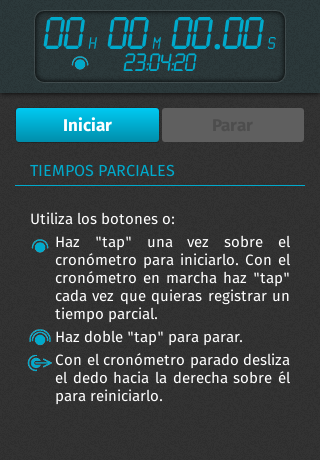 00 H 00 M 00.00 S
23:04:20
Iniciar Parar
TIEMPOS PARCIALES
Utiliza los botones o:
Haz "tap" una vez sobre el
cronómetro para iniciarlo. Con el
cronómetro en marcha haz "tap"
cada vez que quieras registrar un
tiempo parcial.
Haz doble "tap" para parar.
Con el cronómetro parado desliza
el dedo hacia la derecha sobre él
para reiniciarlo.